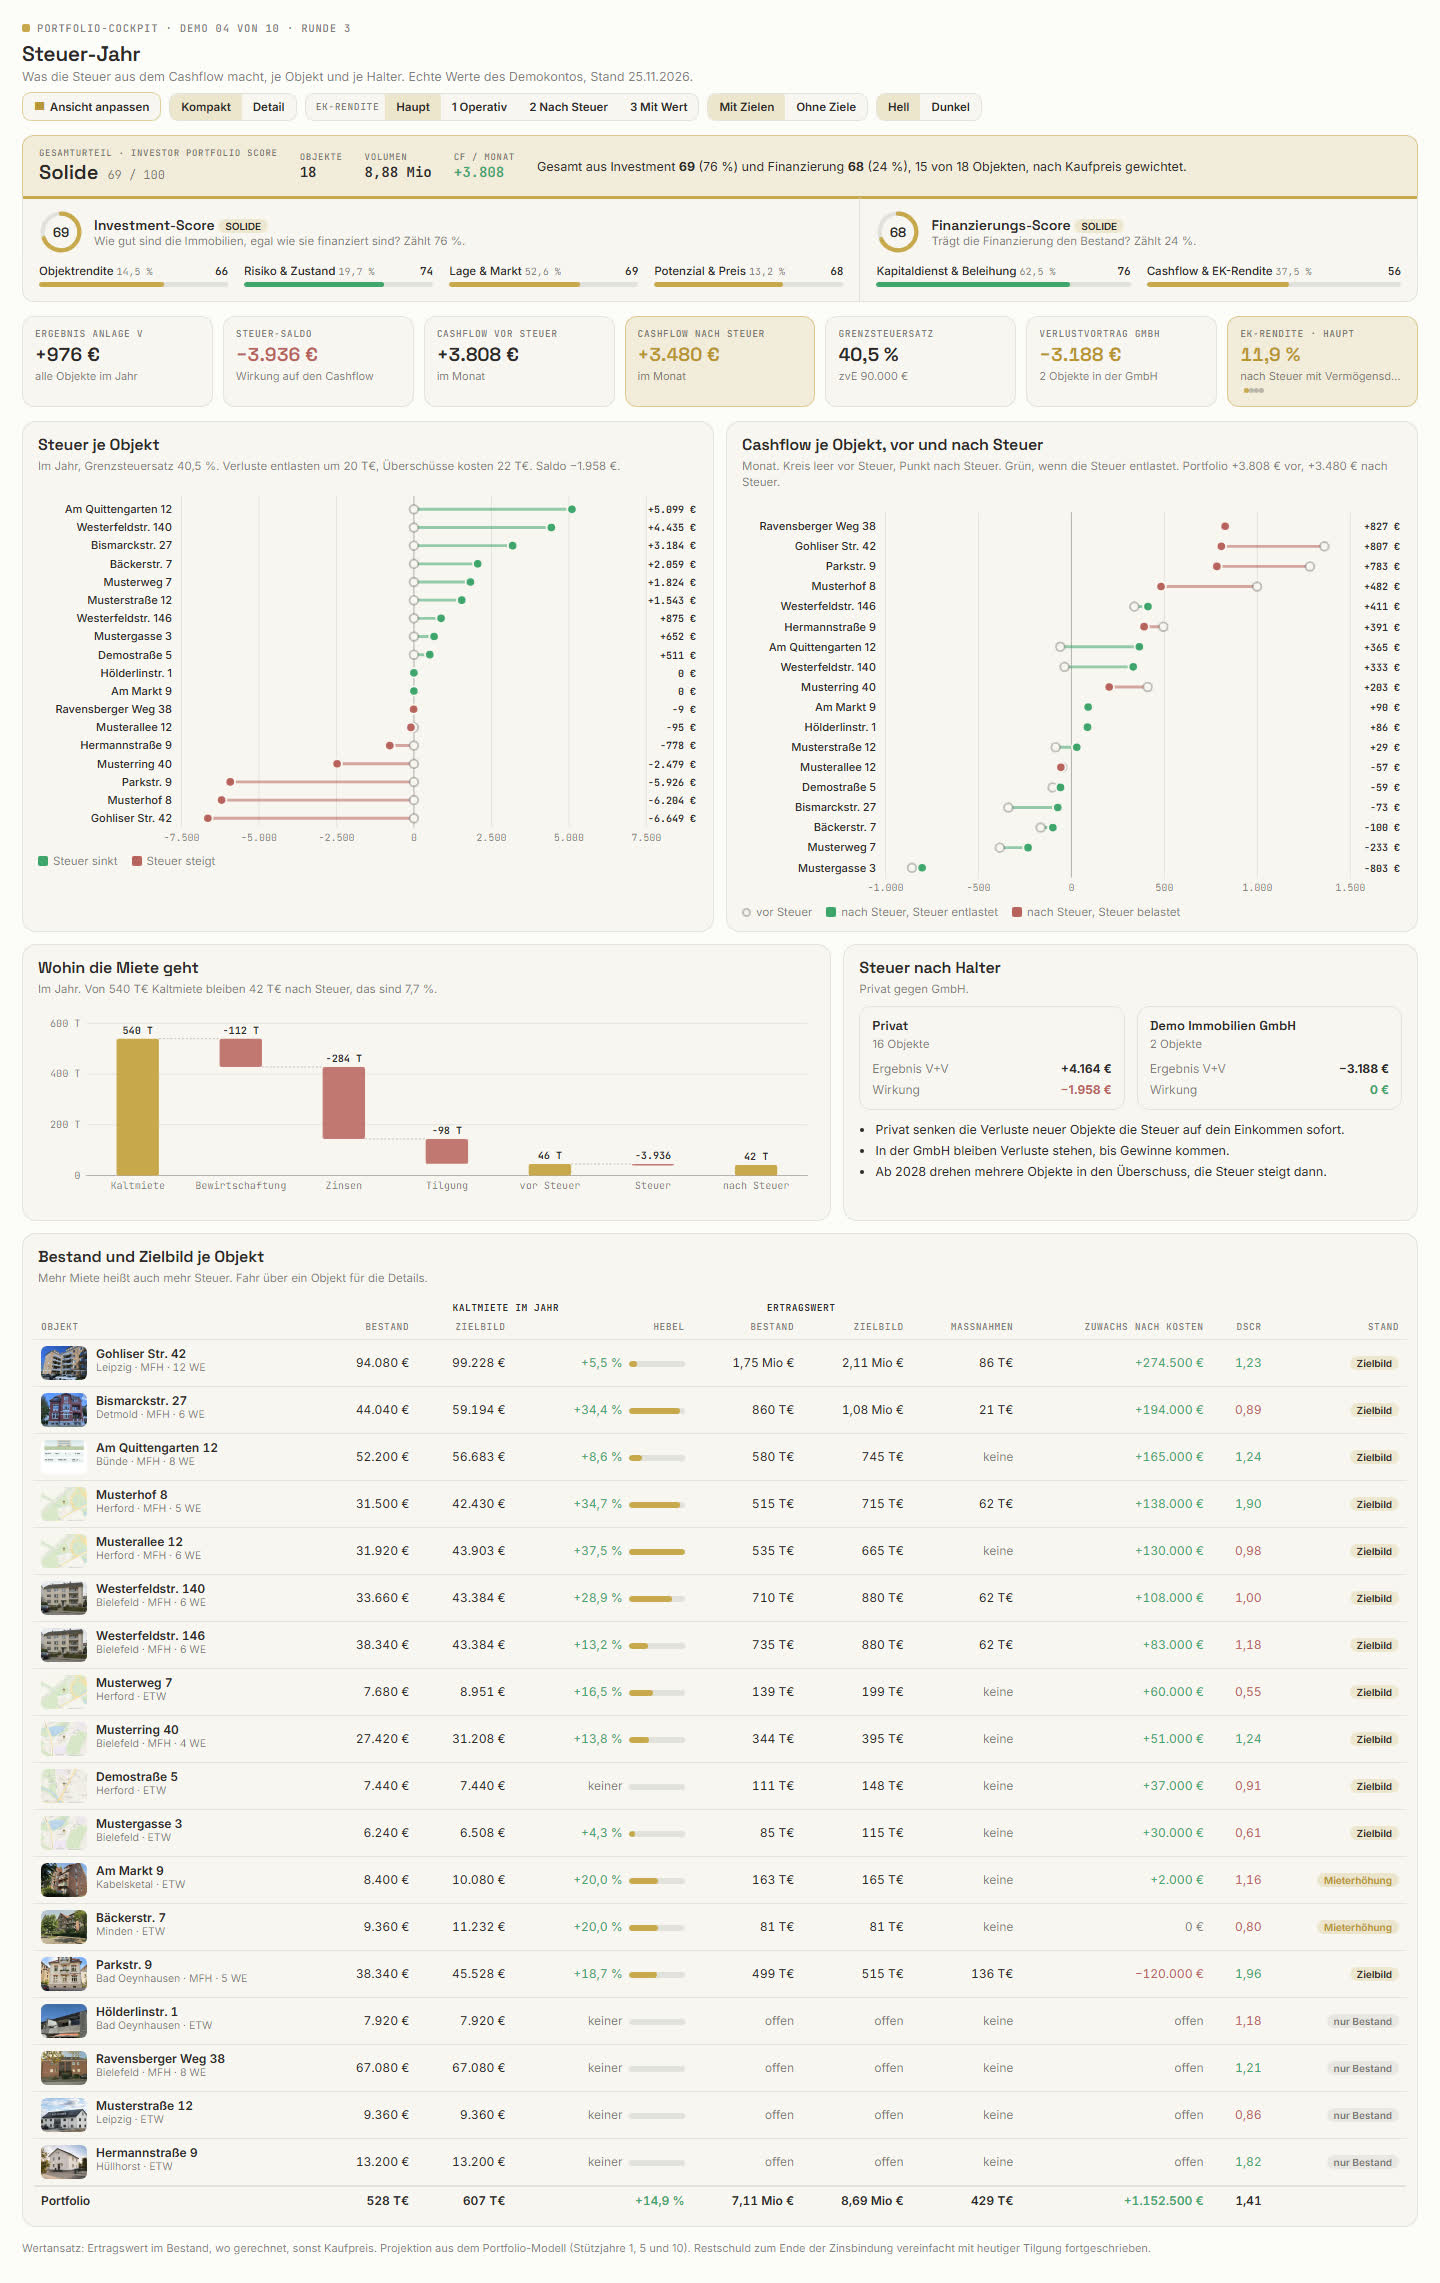 PORTFOLIO-COCKPIT · DEMO 04 VON 10 · RUNDE 3
Steuer-Jahr
Was die Steuer aus dem Cashflow macht, je Objekt und je Halter. Echte Werte des Demokontos, Stand 25.11.2026.
Ansicht anpassen Kompakt Detail EK-RENDITE Haupt 1 Operativ 2 Nach Steuer 3 Mit Wert Mit Zielen Ohne Ziele Hell Dunkel
GESAMTURTEIL · INVESTOR PORTFOLIO SCORE
Solide 69 / 100
OBJEKTE
18
VOLUMEN
8,88 Mio
CF / MONAT
+3.808
Gesamt aus Investment 69 (76 %) und Finanzierung 68 (24 %), 15 von 18 Objekten, nach Kaufpreis gewichtet.
69
Investment-Score SOLIDE
Wie gut sind die Immobilien, egal wie sie finanziert sind? Zählt 76 %.
Objektrendite 14,5 % 66
Risiko & Zustand 19,7 % 74
Lage & Markt 52,6 % 69
Potenzial & Preis 13,2 % 68
68
Finanzierungs-Score SOLIDE
Trägt die Finanzierung den Bestand? Zählt 24 %.
Kapitaldienst & Beleihung 62,5 % 76
Cashflow & EK-Rendite 37,5 % 56
ERGEBNIS ANLAGE V
+976 €
alle Objekte im Jahr
STEUER-SALDO
−3.936 €
Wirkung auf den Cashflow
CASHFLOW VOR STEUER
+3.808 €
im Monat
CASHFLOW NACH STEUER
+3.480 €
im Monat
GRENZSTEUERSATZ
40,5 %
zvE 90.000 €
VERLUSTVORTRAG GMBH
−3.188 €
2 Objekte in der GmbH
EK-RENDITE · HAUPT
11,9 %
nach Steuer mit Vermögensd...
Steuer je Objekt
Im Jahr, Grenzsteuersatz 40,5 %. Verluste entlasten um 20 T€, Überschüsse kosten 22 T€. Saldo −1.958 €.
Am Quittengarten 12 +5.099 €
Westerfeldstr. 140 +4.435 €
Bismarckstr. 27 +3.184 €
Bäckerstr. 7 +2.059 €
Musterweg 7 +1.824 €
Musterstraße 12 +1.543 €
Westerfeldstr. 146 +875 €
Mustergasse 3 +652 €
Demostraße 5 +511 €
Hölderlinstr. 1 0 €
Am Markt 9 0 €
Ravensberger Weg 38 -9 €
Musterallee 12 -95 €
Hermannstraße 9 -778 €
Musterring 40 -2.479 €
Parkstr. 9 -5.926 €
Musterhof 8 -6.204 €
Gohliser Str. 42 -6.649 €
-7.500 -5.000 -2.500 0 2.500 5.000 7.500
Steuer sinkt Steuer steigt
Cashflow je Objekt, vor und nach Steuer
Monat. Kreis leer vor Steuer, Punkt nach Steuer. Grün, wenn die Steuer entlastet. Portfolio +3.808 € vor, +3.480 € nach
Steuer.
Ravensberger Weg 38 +827 €
Gohliser Str. 42 +807 €
Parkstr. 9 +783 €
Musterhof 8 +482 €
Westerfeldstr. 146 +411 €
Hermannstraße 9 +391 €
Am Quittengarten 12 +365 €
Westerfeldstr. 140 +333 €
Musterring 40 +203 €
Am Markt 9 +90 €
Hölderlinstr. 1 +86 €
Musterstraße 12 +29 €
Musterallee 12 -57 €
Demostraße 5 -59 €
Bismarckstr. 27 -73 €
Bäckerstr. 7 -100 €
Musterweg 7 -233 €
Mustergasse 3 -803 €
-1.000 -500 0 500 1.000 1.500
vor Steuer nach Steuer, Steuer entlastet nach Steuer, Steuer belastet
Wohin die Miete geht
Im Jahr. Von 540 T€ Kaltmiete bleiben 42 T€ nach Steuer, das sind 7,7 %.
600 T
400 T
200 T
0
540 T -112 T -284 T -98 T 46 T -3.936 42 T
Kaltmiete Bewirtschaftung Zinsen Tilgung vor Steuer Steuer nach Steuer
Steuer nach Halter
Privat gegen GmbH.
Privat
16 Objekte
Ergebnis V+V +4.164 €
Wirkung −1.958 €
Demo Immobilien GmbH
2 Objekte
Ergebnis V+V −3.188 €
Wirkung 0 €
• Privat senken die Verluste neuer Objekte die Steuer auf dein Einkommen sofort.
• In der GmbH bleiben Verluste stehen, bis Gewinne kommen.
• Ab 2028 drehen mehrere Objekte in den Überschuss, die Steuer steigt dann.
Bestand und Zielbild je Objekt
Mehr Miete heißt auch mehr Steuer. Fahr über ein Objekt für die Details.
KALTMIETE IM JAHR ERTRAGSWERT
OBJEKT BESTAND ZIELBILD HEBEL BESTAND ZIELBILD MASSNAHMEN ZUWACHS NACH KOSTEN DSCR STAND
Gohliser Str. 42
Leipzig · MFH · 12 WE
94.080 € 99.228 € +5,5 % 1,75 Mio € 2,11 Mio € 86 T€ +274.500 € 1,23 Zielbild
Bismarckstr. 27
Detmold · MFH · 6 WE
44.040 € 59.194 € +34,4 % 860 T€ 1,08 Mio € 21 T€ +194.000 € 0,89 Zielbild
Am Quittengarten 12
Bünde · MFH · 8 WE
52.200 € 56.683 € +8,6 % 580 T€ 745 T€ keine +165.000 € 1,24 Zielbild
Musterhof 8
Herford · MFH · 5 WE
31.500 € 42.430 € +34,7 % 515 T€ 715 T€ 62 T€ +138.000 € 1,90 Zielbild
Musterallee 12
Herford · MFH · 6 WE
31.920 € 43.903 € +37,5 % 535 T€ 665 T€ keine +130.000 € 0,98 Zielbild
Westerfeldstr. 140
Bielefeld · MFH · 6 WE
33.660 € 43.384 € +28,9 % 710 T€ 880 T€ 62 T€ +108.000 € 1,00 Zielbild
Westerfeldstr. 146
Bielefeld · MFH · 6 WE
38.340 € 43.384 € +13,2 % 735 T€ 880 T€ 62 T€ +83.000 € 1,18 Zielbild
Musterweg 7
Herford · ETW
7.680 € 8.951 € +16,5 % 139 T€ 199 T€ keine +60.000 € 0,55 Zielbild
Musterring 40
Bielefeld · MFH · 4 WE
27.420 € 31.208 € +13,8 % 344 T€ 395 T€ keine +51.000 € 1,24 Zielbild
Demostraße 5
Herford · ETW
7.440 € 7.440 € keiner 111 T€ 148 T€ keine +37.000 € 0,91 Zielbild
Mustergasse 3
Bielefeld · ETW
6.240 € 6.508 € +4,3 % 85 T€ 115 T€ keine +30.000 € 0,61 Zielbild
Am Markt 9
Kabelsketal · ETW
8.400 € 10.080 € +20,0 % 163 T€ 165 T€ keine +2.000 € 1,16 Mieterhöhung
Bäckerstr. 7
Minden · ETW
9.360 € 11.232 € +20,0 % 81 T€ 81 T€ keine 0 € 0,80 Mieterhöhung
Parkstr. 9
Bad Oeynhausen · MFH · 5 WE
38.340 € 45.528 € +18,7 % 499 T€ 515 T€ 136 T€ −120.000 € 1,96 Zielbild
Hölderlinstr. 1
Bad Oeynhausen · ETW
7.920 € 7.920 € keiner offen offen keine offen 1,18 nur Bestand
Ravensberger Weg 38
Bielefeld · MFH · 8 WE
67.080 € 67.080 € keiner offen offen keine offen 1,21 nur Bestand
Musterstraße 12
Leipzig · ETW
9.360 € 9.360 € keiner offen offen keine offen 0,86 nur Bestand
Hermannstraße 9
Hüllhorst · ETW
13.200 € 13.200 € keiner offen offen keine offen 1,82 nur Bestand
Portfolio 528 T€ 607 T€ +14,9 % 7,11 Mio € 8,69 Mio € 429 T€ +1.152.500 € 1,41
Wertansatz: Ertragswert im Bestand, wo gerechnet, sonst Kaufpreis. Projektion aus dem Portfolio-Modell (Stützjahre 1, 5 und 10). Restschuld zum Ende der Zinsbindung vereinfacht mit heutiger Tilgung fortgeschrieben.